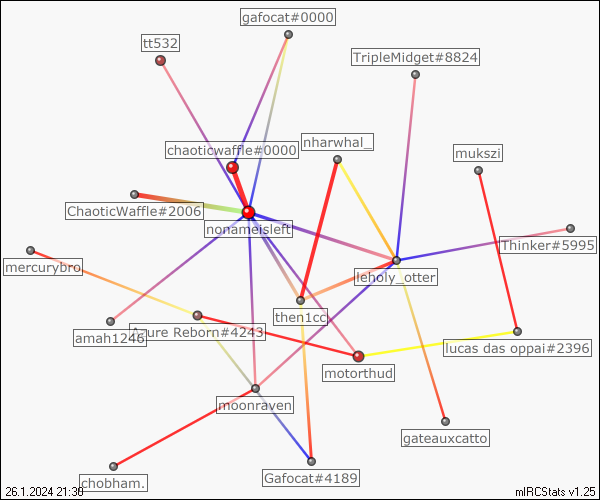 gafocat#0000
tt532
TripleMidget#8824
chaoticwaffle#0000
nharwhal_
mukszi
ChaoticWaffle#2006
nonameisleft
Thinker#5995
mercurybro
leholy_otter
then1cc
amah1246
Azure Reborn#4243
lucas das oppai#2396
motorthud
moonraven
gateauxcatto
Gafocat#4189
chobham.
26.1.2024 21:30
mIRCStats v1.25